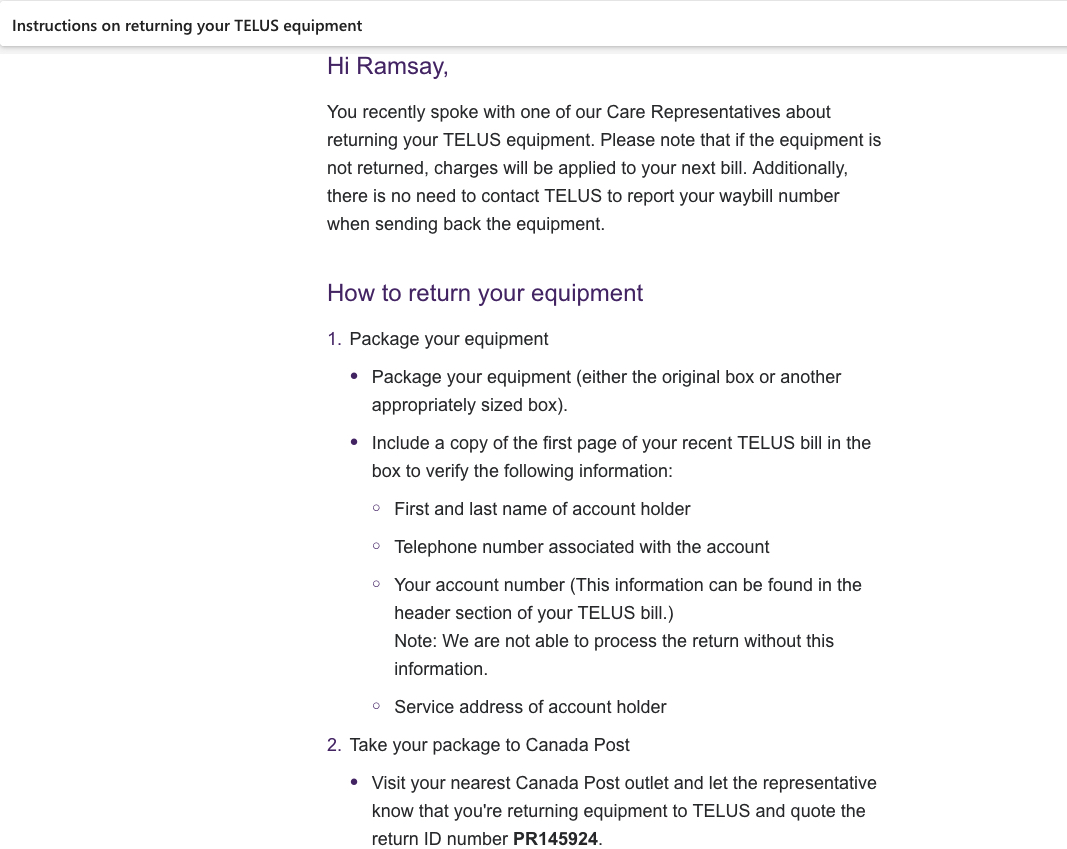 Instructions on returning your TELUS equipment
Hi Ramsay,
You recently spoke with one of our Care Representatives about
returning your TELUS equipment. Please note that if the equipment is
not returned, charges will be applied to your next bill. Additionally,
there is no need to contact TELUS to report your waybill number
when sending back the equipment.
How to return your equipment
1. Package your equipment
• Package your equipment (either the original box or another
appropriately sized box).
• Include a copy of the first page of your recent TELUS bill in the
box to verify the following information:
○ First and last name of account holder
○ Telephone number associated with the account
○ Your account number (This information can be found in the
header section of your TELUS bill.)
Note: We are not able to process the return without this
information.
○ Service address of account holder
2. Take your package to Canada Post
• Visit your nearest Canada Post outlet and let the representative
know that you're returning equipment to TELUS and quote the
return ID number PR145924.